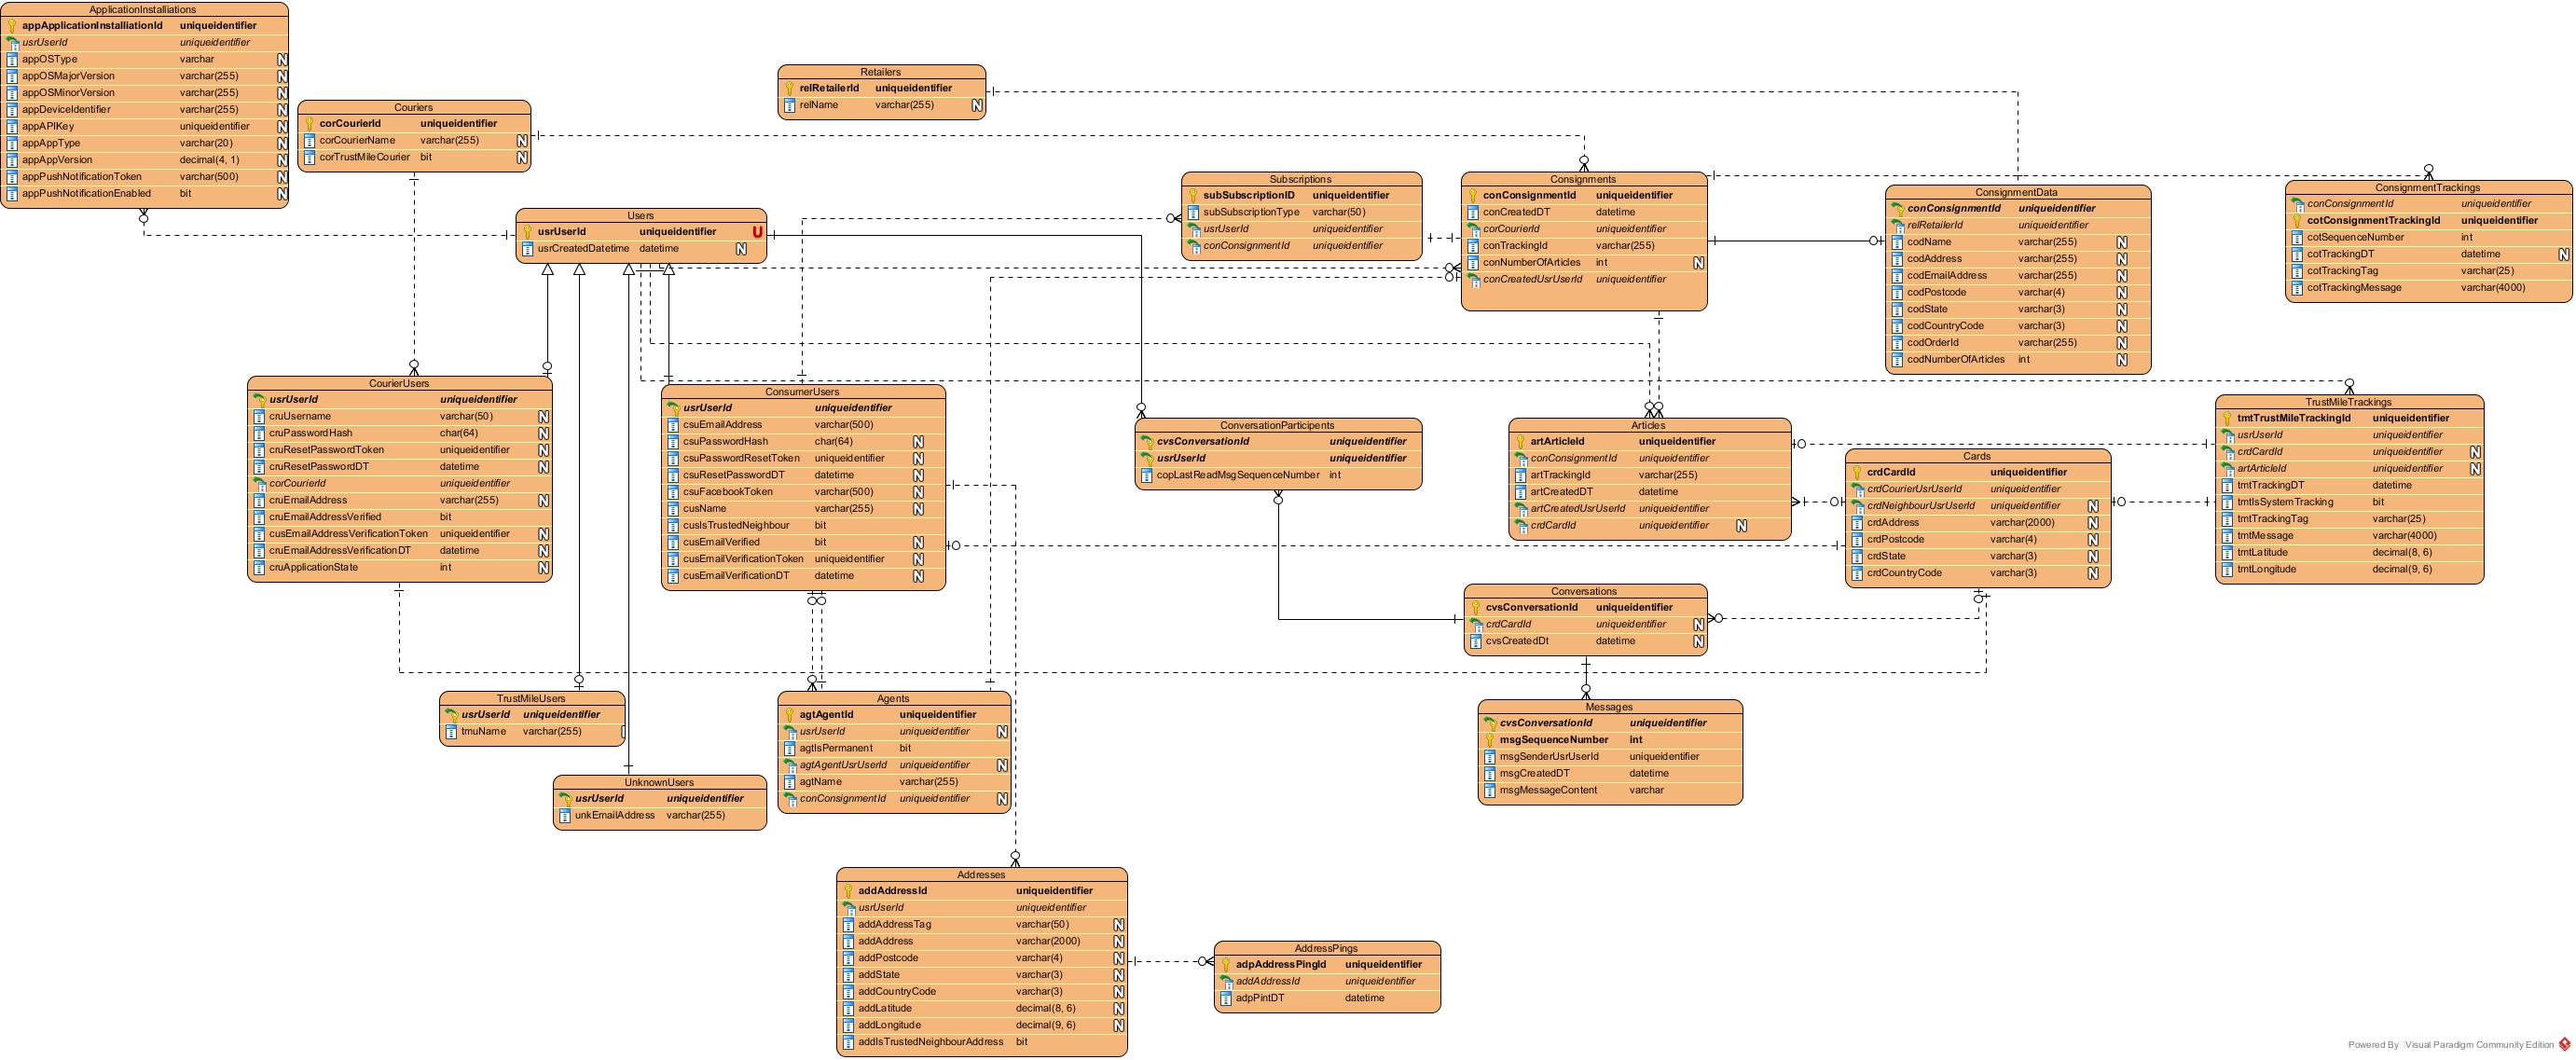 ApplicationInstalliations
appApplicationInstalliationId uniqueidentifier
usrUserId uniqueidentifier
appOSType varchar N
appOSMajorVersion varchar(255) N
appOSMinorVersion varchar(255) N
appDeviceIdentifier varchar(255) N
appAPIKey uniqueidentifier N
appAppType varchar(20) N
appAppVersion decimal(4, 1) N
appPushNotificationToken varchar(500) N
appPushNotificationEnabled bit N
Couriers
corCourierId uniqueidentifier
corCourierName varchar(255) N
corTrustMileCourier bit N
Retailers
relRetailerId uniqueidentifier
relName varchar(255) N
Users
usrUserId uniqueidentifier U
usrCreatedDatetime datetime N
Subscriptions
subSubscriptionID uniqueidentifier
subSubscriptionType varchar(50)
usrUserId uniqueidentifier
conConsignmentId uniqueidentifier
Consignments
conConsignmentId uniqueidentifier
conCreatedDT datetime
corCourierId uniqueidentifier
conTrackingId varchar(255)
conNumberOfArticles int N
conCreatedUsrUserId uniqueidentifier
ConsignmentData
conConsignmentId uniqueidentifier
relRetailerId uniqueidentifier
codName varchar(255) N
codAddress varchar(255) N
codEmailAddress varchar(255) N
codPostcode varchar(4) N
codState varchar(3) N
codCountryCode varchar(3) N
codOrderId varchar(255) N
codNumberOfArticles int N
ConsignmentTrackings
conConsignmentId uniqueidentifier
cotConsignmentTrackingId uniqueidentifier
cotSequenceNumber int
cotTrackingDT datetime N
cotTrackingTag varchar(25)
cotTrackingMessage varchar(4000)
CourierUsers
usrUserId uniqueidentifier
cruUsername varchar(50) N
cruPasswordHash char(64) N
cruResetPasswordToken uniqueidentifier N
cruResetPasswordDT datetime N
corCourierId uniqueidentifier
cruEmailAddress varchar(255) N
cruEmailAddressVerified bit
cusEmailAddressVerificationToken uniqueidentifier N
cruEmailAddressVerificationDT datetime N
cruApplicationState int N
ConsumerUsers
usrUserId uniqueidentifier
csuEmailAddress varchar(500)
csuPasswordHash char(64) N
csuPasswordResetToken uniqueidentifier N
csuResetPasswordDT datetime N
csuFacebookToken varchar(500) N
cusName varchar(255) N
cusIsTrustedNeighbour bit
cusEmailVerified bit N
cusEmailVerificationToken uniqueidentifier N
cusEmailVerificationDT datetime N
ConversationParticipents
cvsConversationId uniqueidentifier
usrUserId uniqueidentifier
copLastReadMsgSequenceNumber int
Articles
artArticleId uniqueidentifier
conConsignmentId uniqueidentifier
artTrackingId varchar(255)
artCreatedDT datetime
artCreatedUsrUserId uniqueidentifier
crdCardId uniqueidentifier N
Cards
crdCardId uniqueidentifier
crdCourierUsrUserId uniqueidentifier
crdNeighbourUsrUserId uniqueidentifier N
crdAddress varchar(2000) N
crdPostcode varchar(4) N
crdState varchar(3) N
crdCountryCode varchar(3) N
TrustMileTrackings
tmtTrustMileTrackingId uniqueidentifier
usrUserId uniqueidentifier
crdCardId uniqueidentifier N
artArticleId uniqueidentifier N
tmtTrackingDT datetime
tmtIsSystemTracking bit
tmtTrackingTag varchar(25)
tmtMessage varchar(4000)
tmtLatitude decimal(8, 6)
tmtLongitude decimal(9, 6)
Conversations
cvsConversationId uniqueidentifier
crdCardId uniqueidentifier N
cvsCreatedDt datetime N
TrustMileUsers
usrUserId uniqueidentifier
tmuName varchar(255)
Agents
agtAgentId uniqueidentifier
usrUserId uniqueidentifier N
agtIsPermanent bit
agtAgentUsrUserId uniqueidentifier N
agtName varchar(255)
conConsignmentId uniqueidentifier N
Messages
cvsConversationId uniqueidentifier
msgSequenceNumber int
msgSenderUsrUserId uniqueidentifier
msgCreatedDT datetime
msgMessageContent varchar
UnknownUsers
usrUserId uniqueidentifier
unkEmailAddress varchar(255)
Addresses
addAddressId uniqueidentifier
usrUserId uniqueidentifier
addAddressTag varchar(50) N
addAddress varchar(2000) N
addPostcode varchar(4) N
addState varchar(3) N
addCountryCode varchar(3) N
addLatitude decimal(8, 6) N
addLongitude decimal(9, 6) N
addIsTrustedNeighbourAddress bit
AddressPings
adpAddressPingId uniqueidentifier
addAddressId uniqueidentifier
adpPintDT datetime
Powered By Visual Paradigm Community Edition